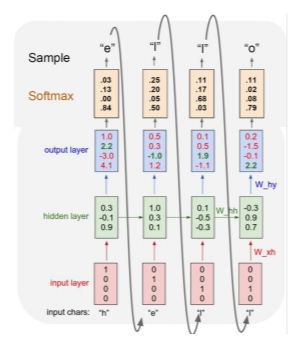 "e" "l" "l" "o"
Sample
.03 .25 .11 .11
.13 .20 .17 .02
.00 .05 .68 .08
.84 .50 .03 .79
Softmax
output layer
1.0 0.5 0.1 0.2
2.2 0.3 0.5 -1.5
-3.0 -1.0 1.9 -0.1
4.1 1.2 -1.1 2.2
W_hy
hidden layer
0.3 1.0 0.1 -0.3
-0.1 0.3 -0.5 W_hh 0.9
0.9 0.1 -0.3 0.7
W_xh
input layer
1 0 0 0
0 1 0 0
0 0 1 1
0 0 0 0
input chars: "h" "e" "l" "l"